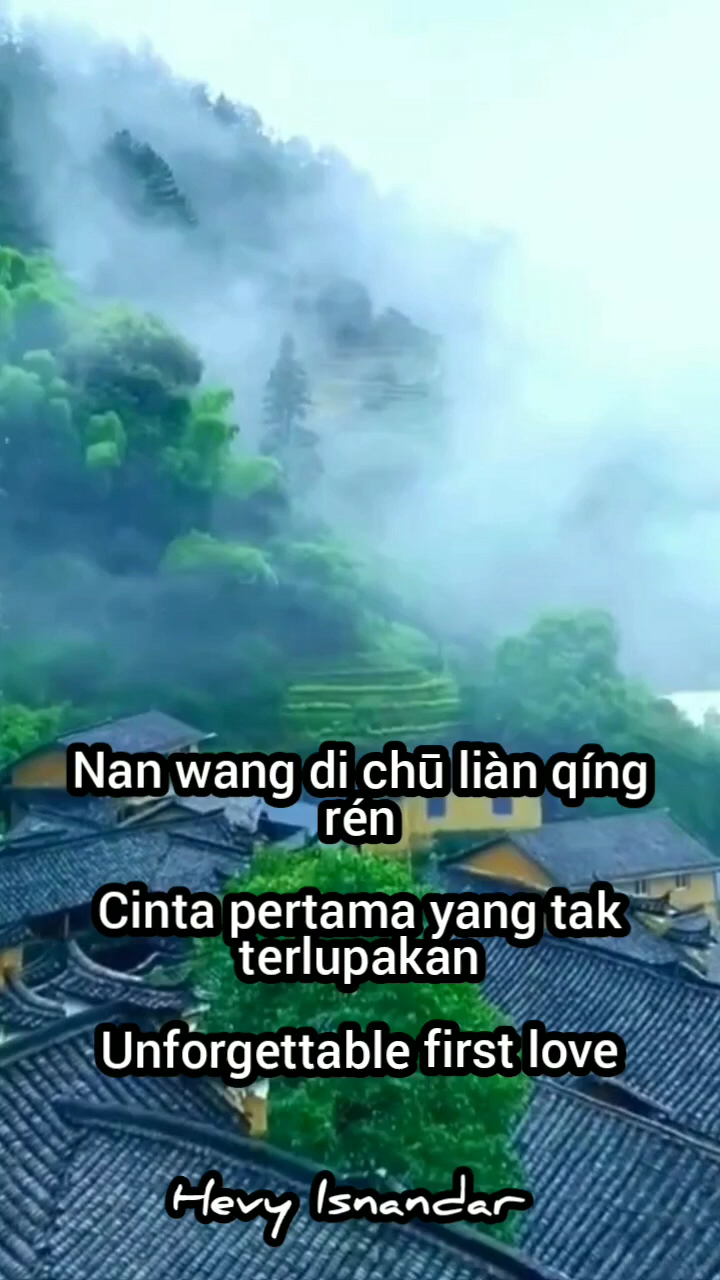 Nan wang di chū liàn qíng
rén
Cinta pertama yang tak
terlupakan
Unforgettable first love
Hevy Isnandar